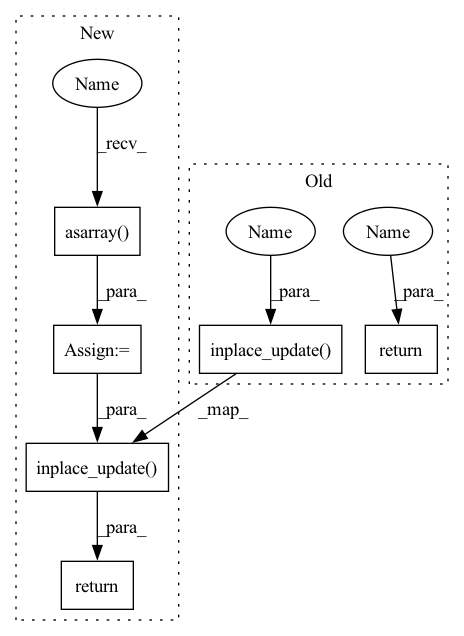 New
Name
_recv_
asarray()
Old
Name
Name
_para_
_para_
_para_
Assign:=
inplace_update()
return
_para_
_map_
inplace_update()
_para_
return